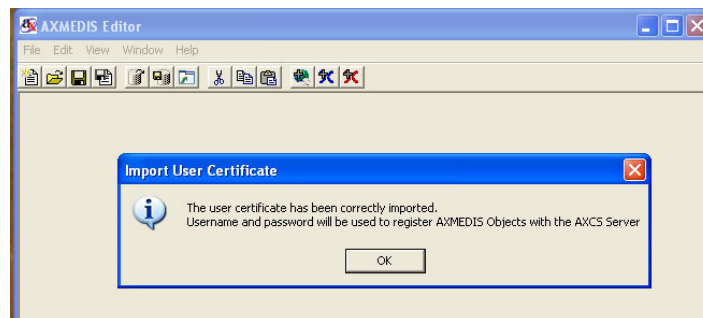 AXMEDIS Editor
File Edit View Window Help
Import User Certificate
The user certificate has been correctly imported.
Username and password will be used to register AXMEDIS Objects with the AXCS Server
OK